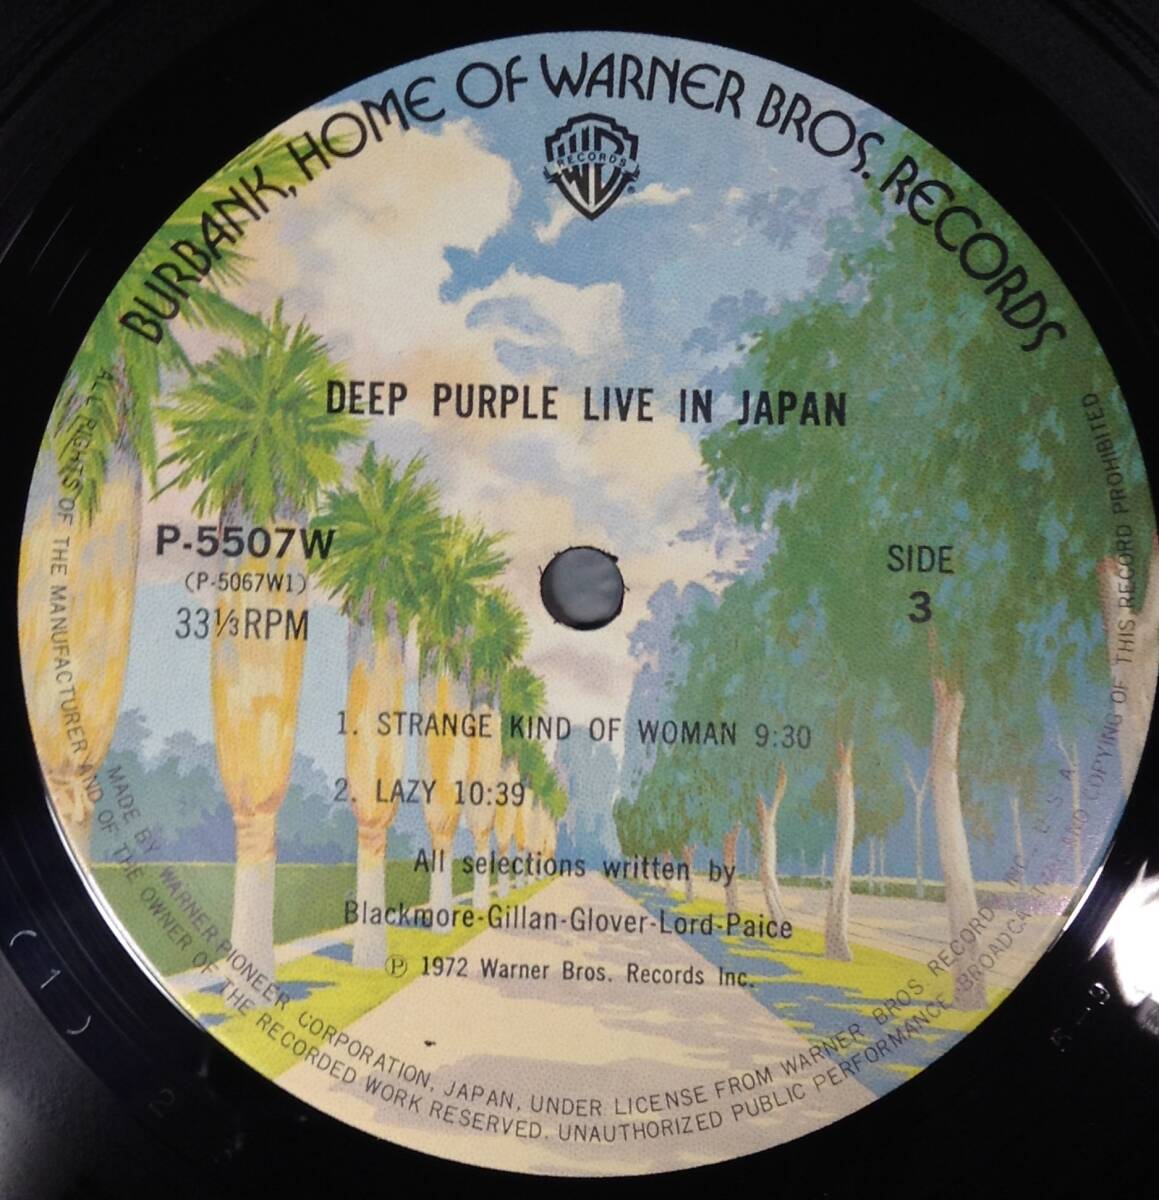 BURBANK, HOME OF WARNER BROS. RECORDS
WB
RECORDS
®
DEEP PURPLE LIVE IN JAPAN
P-5507W
(P-5067W1)
33⅓RPM
SIDE
3
1. STRANGE KIND OF WOMAN 9:30
2. LAZY 10:39
All selections written by
Blackmore-Gillan-Glover-Lord-Paice
Ⓟ 1972 Warner Bros. Records Inc.
MADE BY WARNER-PIONEER CORPORATION, JAPAN, UNDER LICENSE FROM WARNER BROS RECORD INC. U.S.A.
ALL RIGHTS OF THE MANUFACTURER AND OF THE OWNER OF THE RECORDED WORK RESERVED. UNAUTHORIZED PUBLIC PERFORMANCE BROADCASTING AND COPYING OF THIS RECORD PROHIBITED
( 1 )
2